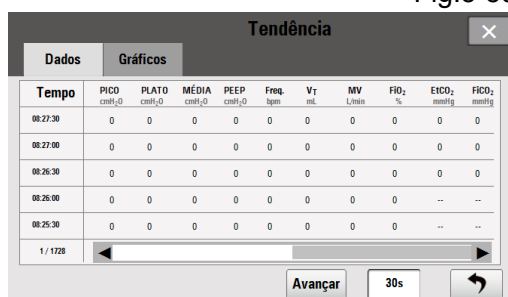 Tendência
Dados Gráficos
Tempo PICO PLATO MÉDIA PEEP Freq. VT MV FiO2 EtCO2 FiCO2
cmH2O cmH2O cmH2O cmH2O bpm mL L/min % mmHg mmHg
08:27:30 0 0 0 0 0 0 0 0 0 0
08:27:00 0 0 0 0 0 0 0 0 0 0
08:26:30 0 0 0 0 0 0 0 0 0 0
08:26:00 0 0 0 0 0 0 0 0 -- --
08:25:30 0 0 0 0 0 0 0 0 -- --
1 / 1728
Avançar 30s